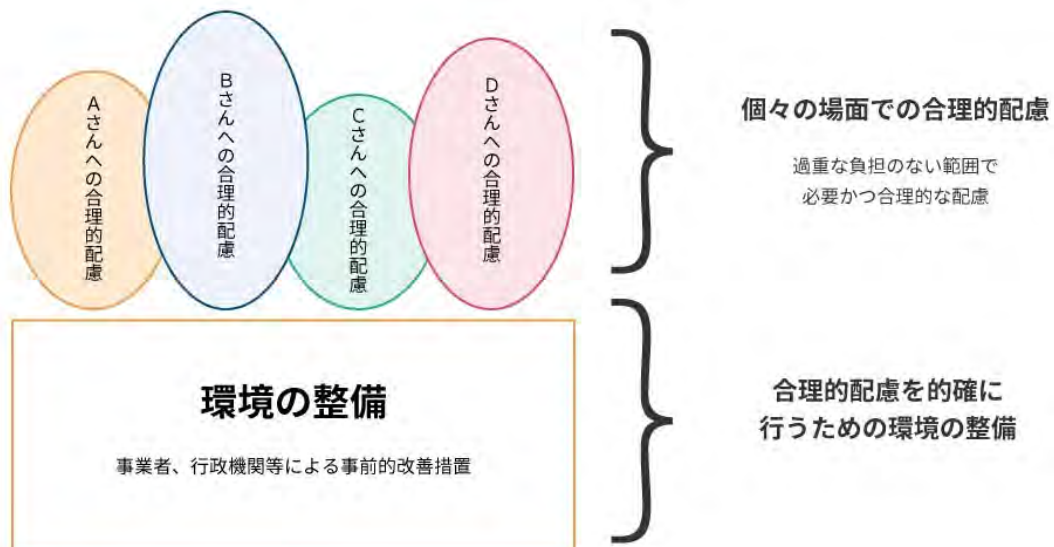 Aさんへの合理的配慮
Bさんへの合理的配慮
Cさんへの合理的配慮
Dさんへの合理的配慮
個々の場面での合理的配慮
過重な負担のない範囲で
必要かつ合理的な配慮
環境の整備
事業者、行政機関等による事前的改善措置
合理的配慮を的確に
行うための環境の整備